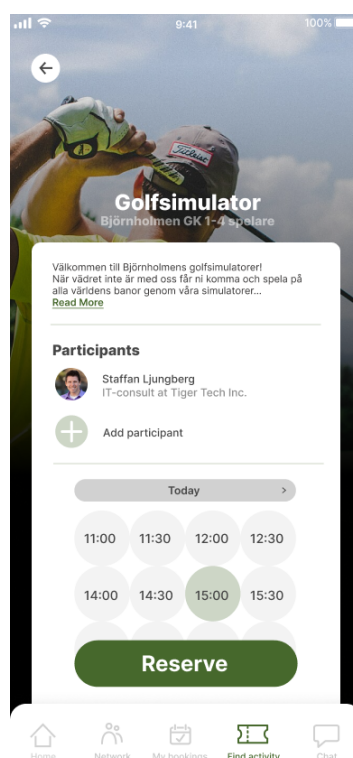 9:41
100%
Titleist
Golfsimulator
Björnholmen GK 1-4 spelare
Välkommen till Björnholmens golfsimulatorer!
När vädret inte är med oss får ni komma och spela på
alla världens banor genom våra simulatorer...
Read More
Participants
Staffan Ljungberg
IT-consult at Tiger Tech Inc.
Add participant
Today >
11:00 11:30 12:00 12:30
14:00 14:30 15:00 15:30
Reserve
Home Network My bookings Find activity Chat